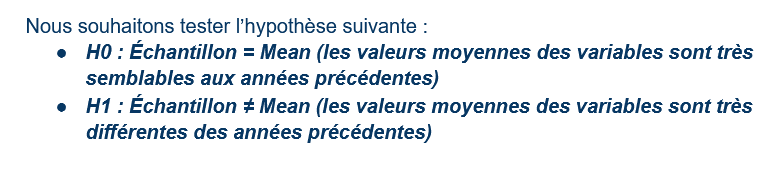 Nous souhaitons tester l'hypothèse suivante :
● H0 : Échantillon = Mean (les valeurs moyennes des variables sont très
semblables aux années précédentes)
● H1 : Échantillon ≠ Mean (les valeurs moyennes des variables sont très
différentes des années précédentes)